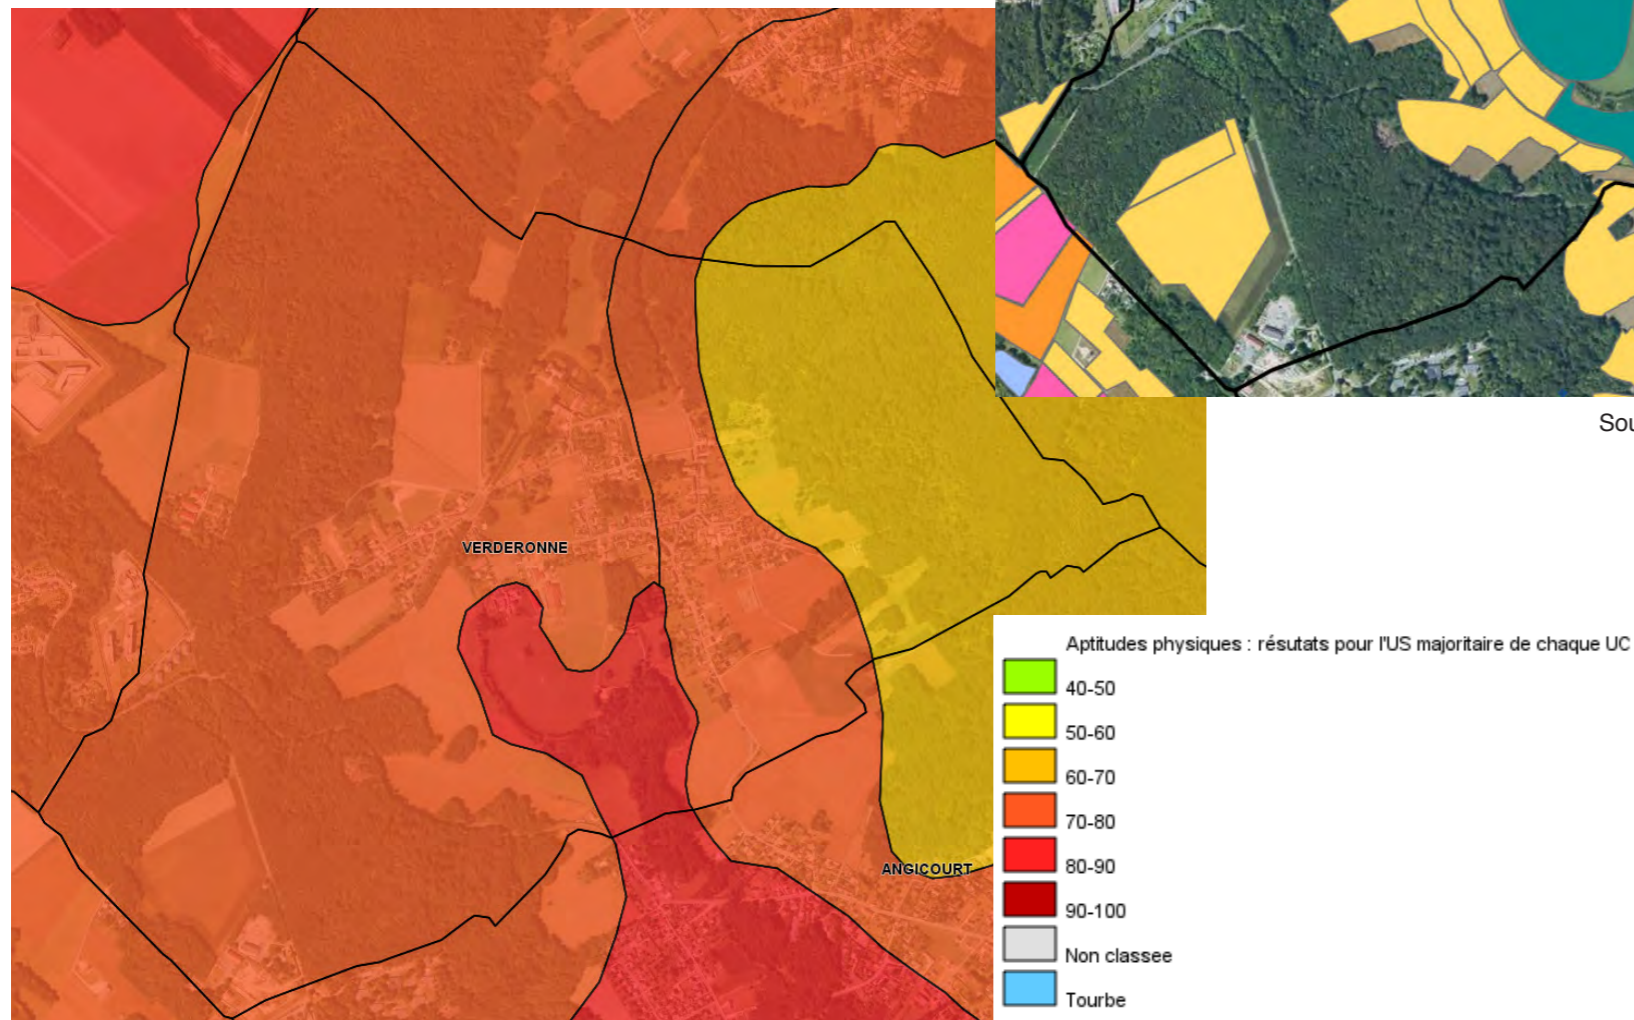 Sou
VERDERONNE
ANGICOURT
Aptitudes physiques : résutats pour l'US majoritaire de chaque UC
40-50
50-60
60-70
70-80
80-90
90-100
Non classee
Tourbe